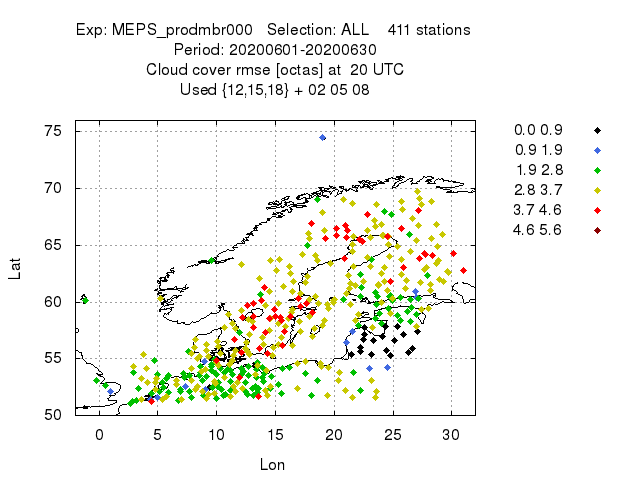 Exp: MEPS_prodmbr000   Selection: ALL    411 stations
Period: 20200601-20200630
Cloud cover rmse [octas] at  20 UTC
Used {12,15,18} + 02 05 08
75
70
65
60
55
50
Lat
0 5 10 15 20 25 30
Lon
0.0 0.9
0.9 1.9
1.9 2.8
2.8 3.7
3.7 4.6
4.6 5.6